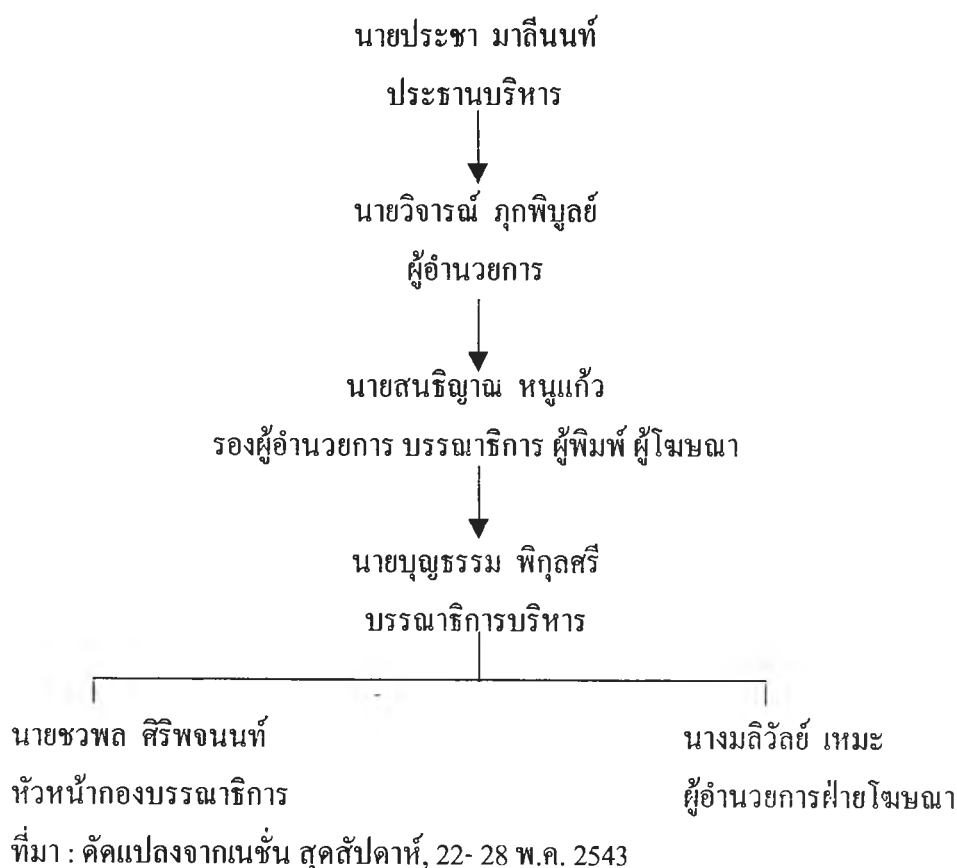 นายประชา มาลีนนท์
ประธานบริหาร
นายวิจารณ์ ภุกพิบูลย์
ผู้อำนวยการ
นายสนธิญาณ หนูแก้ว
รองผู้อำนวยการ บรรณาธิการ ผู้พิมพ์ ผู้โฆษณา
นายบุญธรรม พิกุลศรี
บรรณาธิการบริหาร
นายชวพล ศิริพจนนท์
นางมลิวัลย์ เหมะ
หัวหน้ากองบรรณาธิการ
ผู้อำนวยการฝ่ายโฆษณา
ที่มา : คัดแปลงจากเนชั่น สุดสัปดาห์, 22- 28 พ.ค. 2543